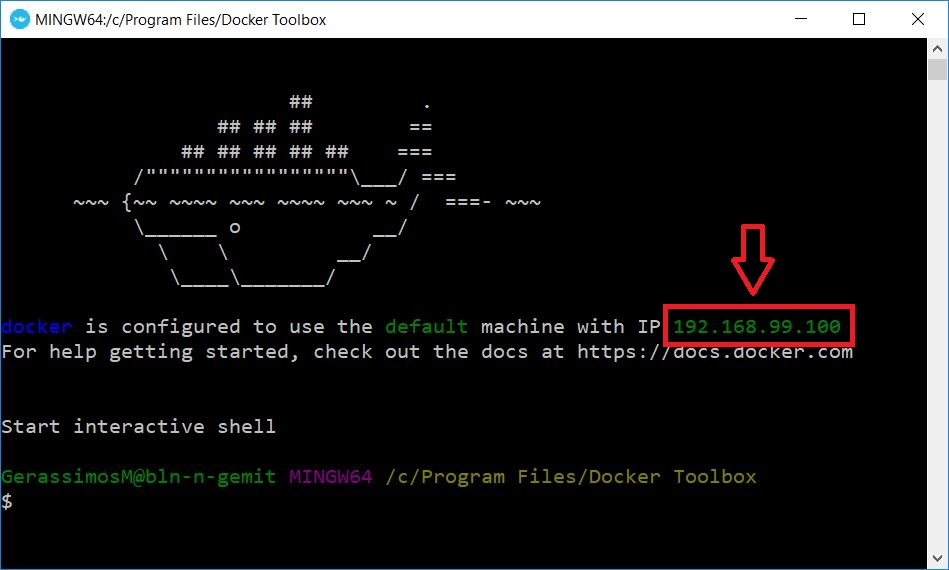 MINGW64:/c/Program Files/Docker Toolbox
                        ##         .
                  ## ## ##        ==
               ## ## ## ## ##    ===
           /"""""""""""""""""\___/ ===
      ~~~ {~~ ~~~~ ~~~ ~~~~ ~~~ ~ /  ===- ~~~
           \______ o           __/
             \    \         __/
              \____\_______/
docker is configured to use the default machine with IP 192.168.99.100
For help getting started, check out the docs at https://docs.docker.com
Start interactive shell
GerassimosM@bln-n-gemit MINGW64 /c/Program Files/Docker Toolbox
$